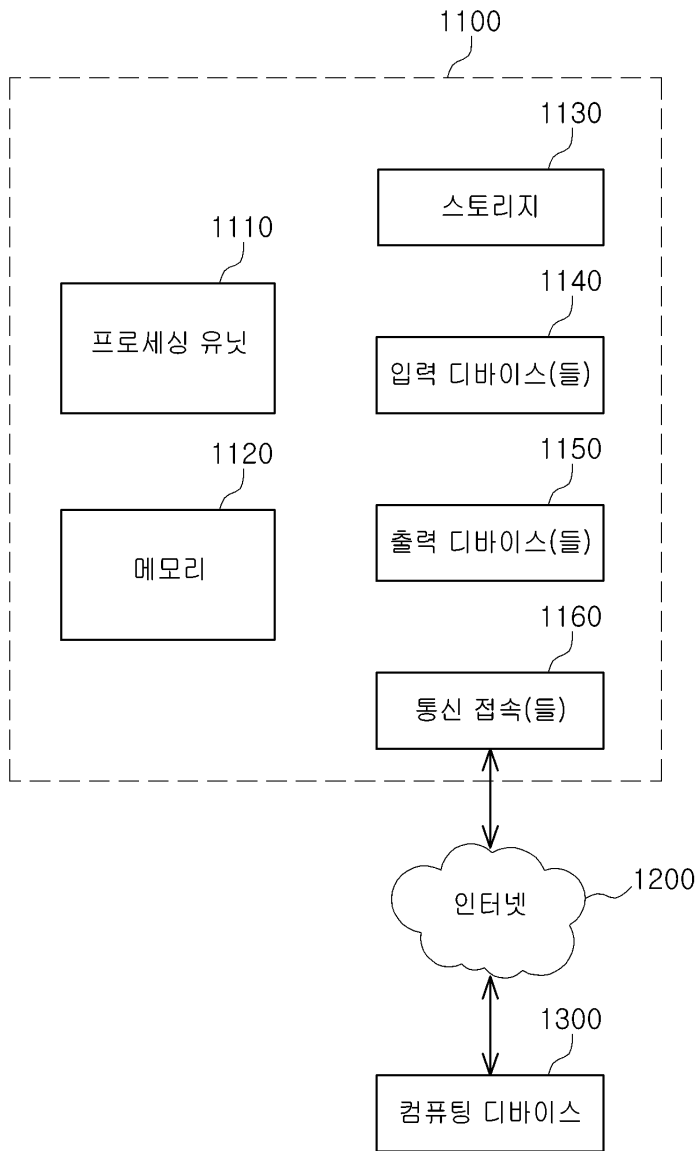 1100
1130
스토리지
1110
프로세싱 유닛
1140
입력 디바이스(들)
1120
메모리
1150
출력 디바이스(들)
1160
통신 접속(들)
인터넷
1200
1300
컴퓨팅 디바이스